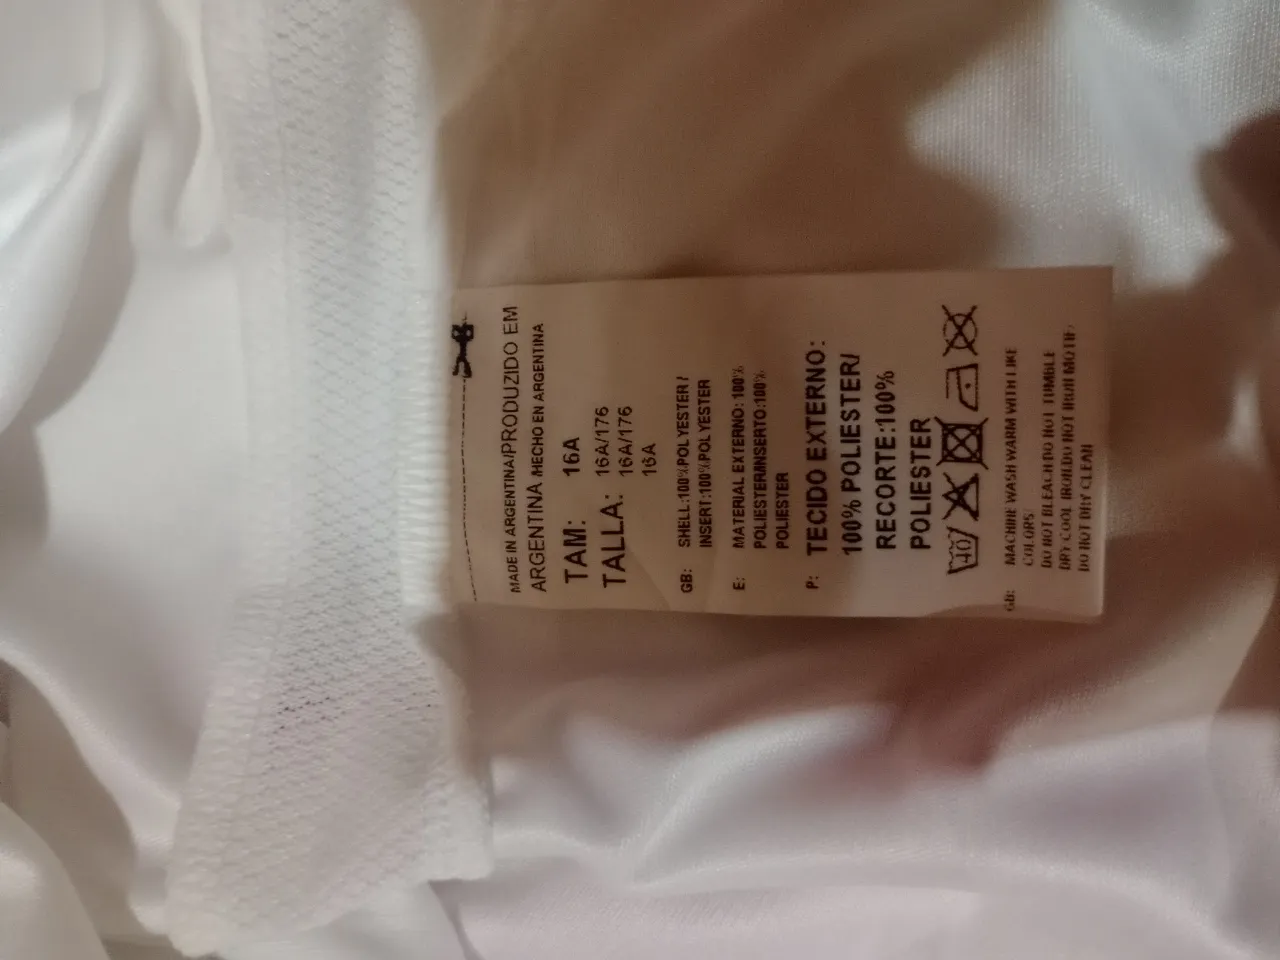 MADE IN ARGENTINA/PRODUZIDO EM
ARGENTINA HECHO EN ARGENTINA
TAM: 16A
TALLA: 16A/176
16A/176
16A
GB: SHELL:100%POLYESTER /
INSERT:100%POLYESTER
E: MATERIAL EXTERNO: 100%
POLIESTER/INSERTO:100%
POLIESTER
P: TECIDO EXTERNO:
100% POLIESTER/
RECORTE:100%
POLIESTER
40
GB: MACHINE WASH WARM WITH LIKE
COLORS
DO NOT BLEACH DO NOT TUMBLE
DRY COOL IRON.DO NOT IRON MOTIF.
DO NOT DRY CLEAN